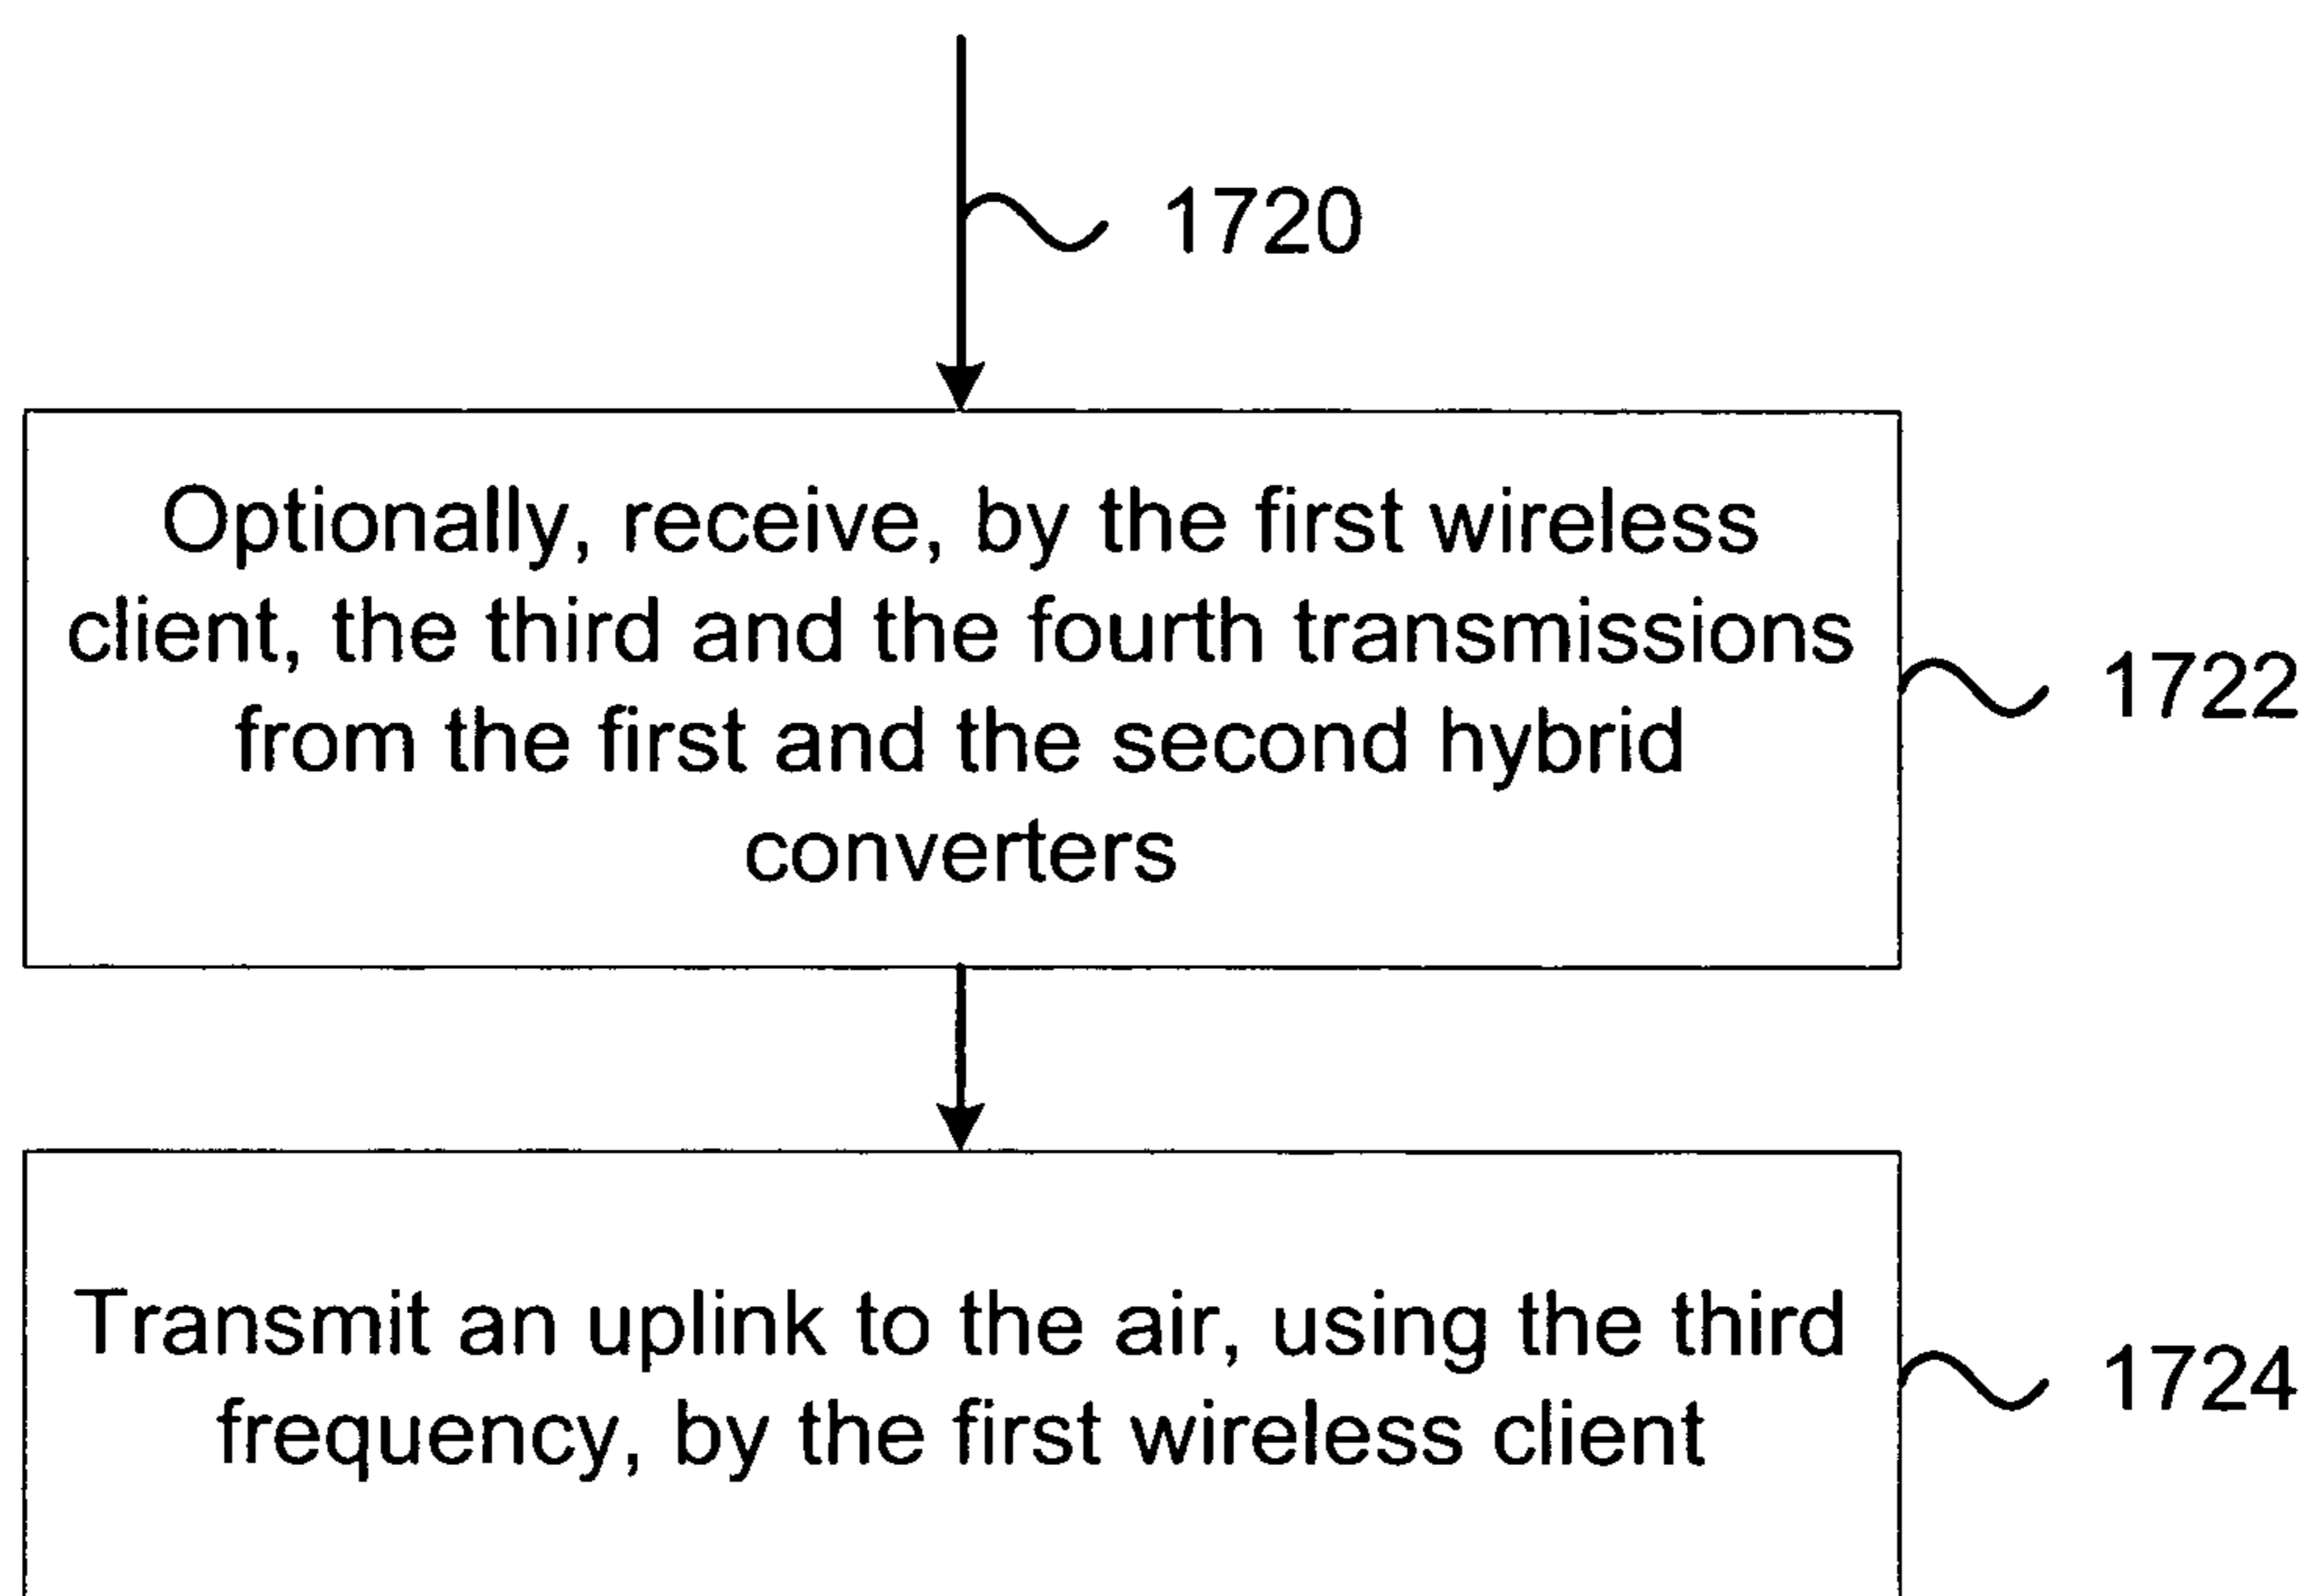 1720
Optionally, receive, by the first wireless
client, the third and the fourth transmissions
from the first and the second hybrid
converters
1722
Transmit an uplink to the air, using the third
frequency, by the first wireless client
1724